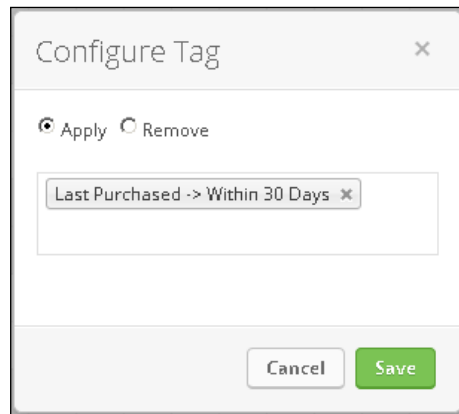 Configure Tag ×
Apply Remove
Last Purchased -> Within 30 Days ×
Cancel Save